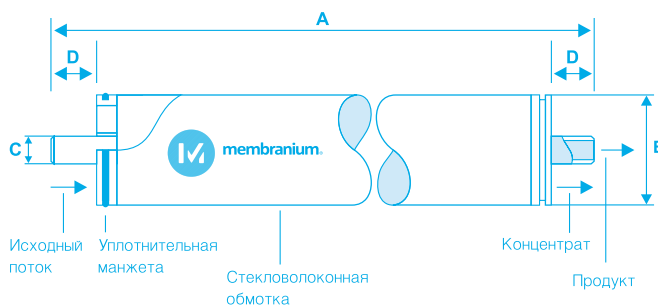 A
D
D
C
membranium®
B
Исходный
поток
Уплотнительная
манжета
Стекловолоконная
обмотка
Концентрат
Продукт